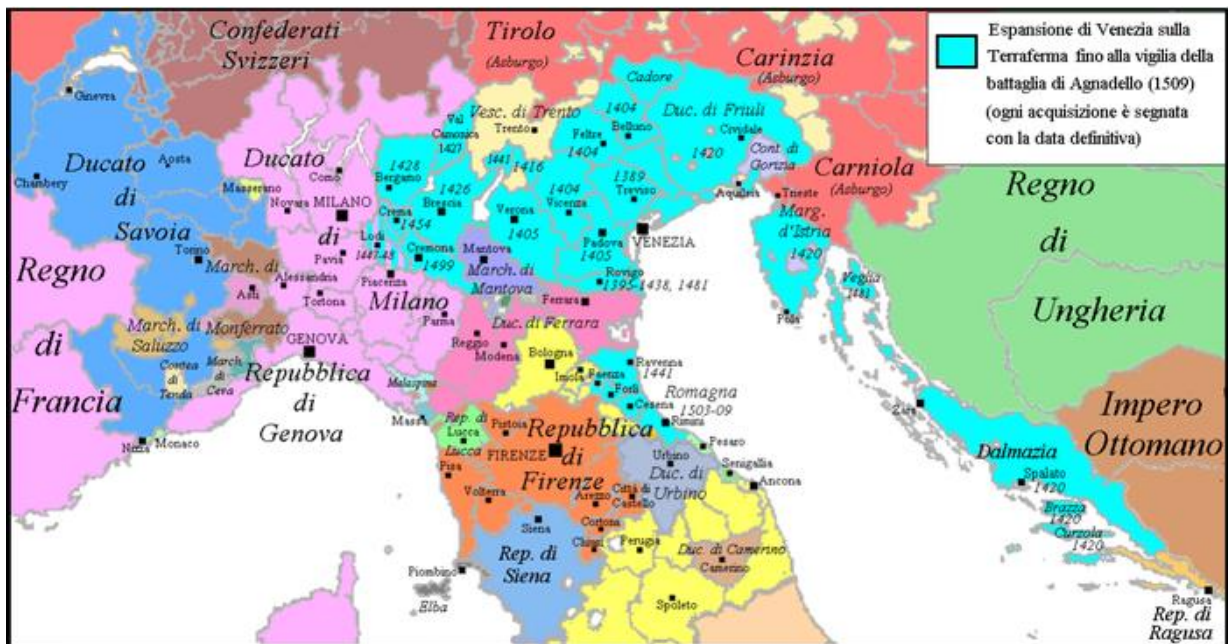 Espansione di Venezia sulla
Terraferma fino alla vigilia della
battaglia di Agnadello (1509)
(ogni acquisizione è segnata
con la data definitiva)
Confederati
Svizzeri
Tirolo
(Asburgo)
Carinzia
(Asburgo)
Carniola
(Asburgo)
Regno
di
Ungheria
Impero
Ottomano
Ginevra
Chambery
Aosta
Ducato
di
Savoia
Masserano
Torino
Regno
di
Francia
March. di
Saluzzo
March. di
Monferrato
Contea
di
Tenda
March
di
Ceva
Nizza
Monaco
Ducato
di
Milano
Como
Novara
MILANO
Pavia
Lodi
1447-48
Alessandria
Asti
Tortona
Piacenza
Parma
GENOVA
Repubblica
di
Genova
Malaspina
Massa
Val
Camonica
1427
1428
Bergamo
1426
Brescia
Crema
1454
Cremona
1499
Vesc. di Trento
Trento
1441
1416
Verona
1405
1404
Vicenza
Feltre
1404
Cadore
1404
Belluno
1389
Treviso
Padova
1405
VENEZIA
Rovigo
1395-1438, 1481
Duc. di Friuli
Cividale
1420
Cont. di
Gorizia
Aquileia
Trieste
Marg.
d'Istria
1420
Pola
Veglia
1481
Mantova
March. di
Mantova
Ferrara
Duc. di Ferrara
Reggio
Modena
Bologna
Imola
Faenza
Forlì
Cesena
Ravenna
1441
Romagna
1503-09
Rimini
Pesaro
Senigallia
Ancona
Urbino
Duc. di
Urbino
Rep. di
Lucca
Lucca
Pistoia
FIRENZE
Repubblica
di
Firenze
Pisa
Volterra
Arezzo
Città di
Castello
Cortona
Chiusi
Siena
Rep. di
Siena
Perugia
Duc. di Camerino
Camerino
Spoleto
Piombino
Elba
Zara
Dalmazia
Spalato
1420
Brazza
1420
Curzola
1420
Ragusa
Rep. di
Ragusa